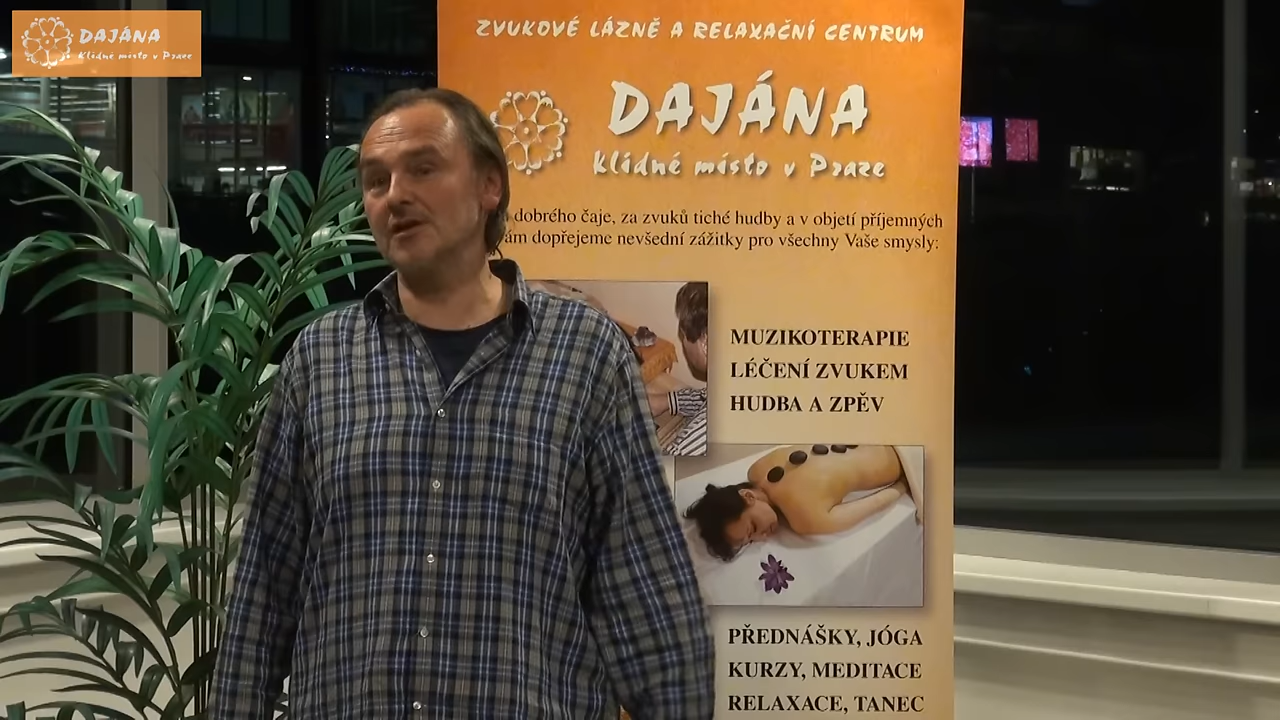 DAJÁNA
Klidné místo v Praze
ZVUKOVÉ LÁZNĚ A RELAXAČNÍ CENTRUM
DAJÁNA
Klidné místo v Praze
dobrého čaje, za zvuků tiché hudby a v objetí příjemných
dopřejeme nevšední zážitky pro všechny Vaše smysly:
MUZIKOTERAPIE
LÉČENÍ ZVUKEM
HUDBA A ZPĚV
PŘEDNÁŠKY, JÓGA
KURZY, MEDITACE
RELAXACE, TANEC